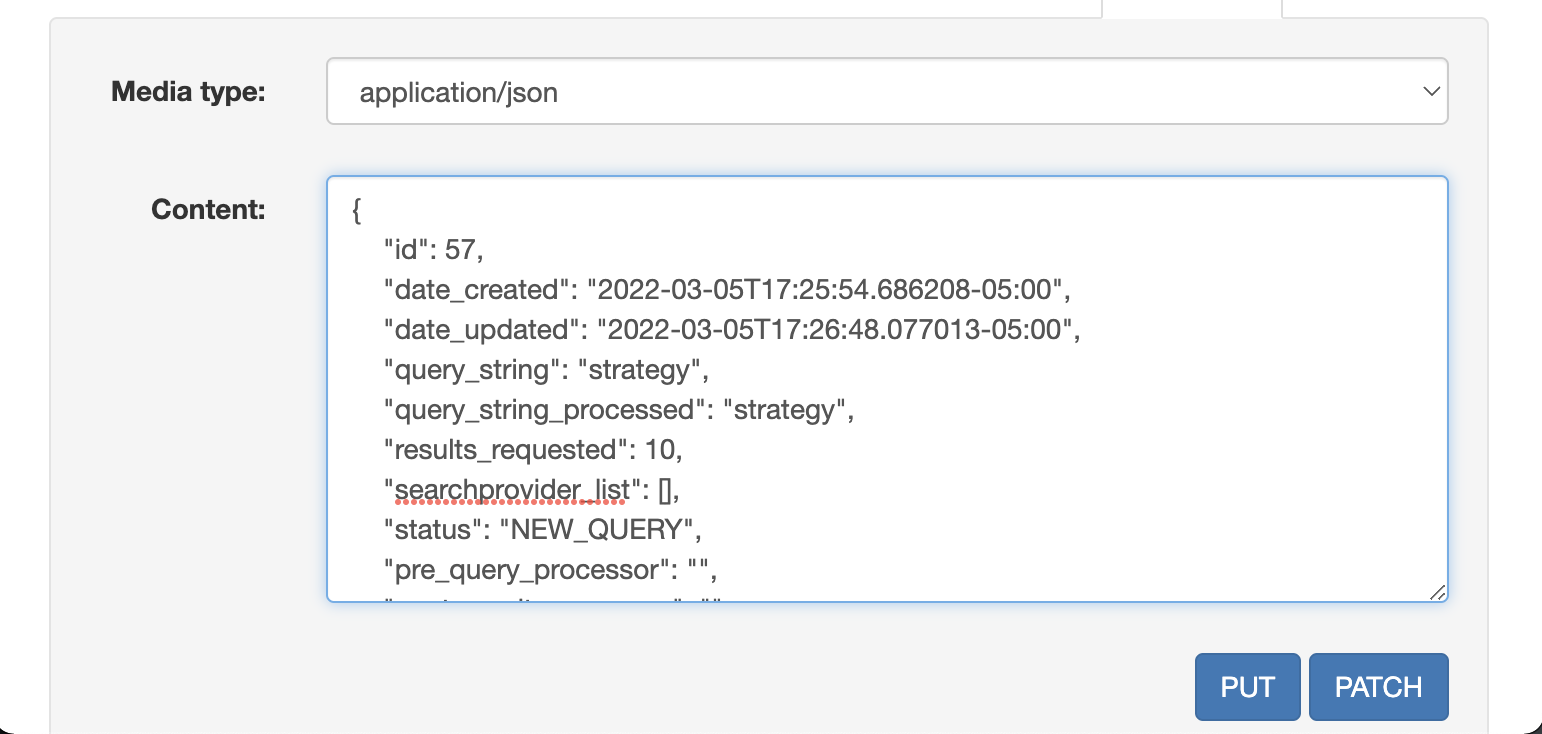 Media type:
application/json
Content:
{
"id": 57,
"date_created": "2022-03-05T17:25:54.686208-05:00",
"date_updated": "2022-03-05T17:26:48.077013-05:00",
"query_string": "strategy",
"query_string_processed": "strategy",
"results_requested": 10,
"searchprovider_list": [],
"status": "NEW_QUERY",
"pre_query_processor": "",
PUT
PATCH